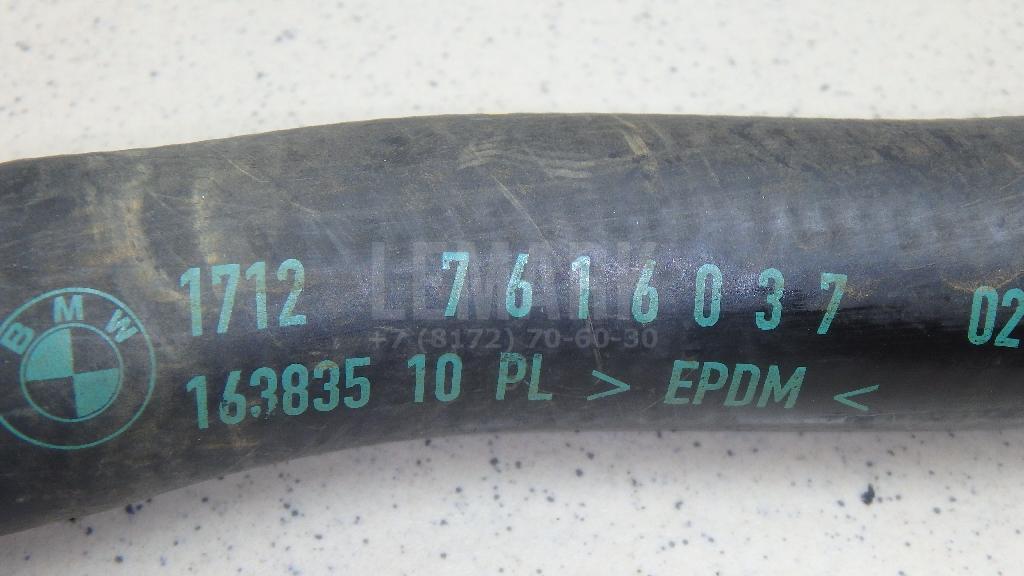 BMW
1712 7616037 02
163835 10 PL > EPDM <
LEMARK
+7 (8172) 70-60-30